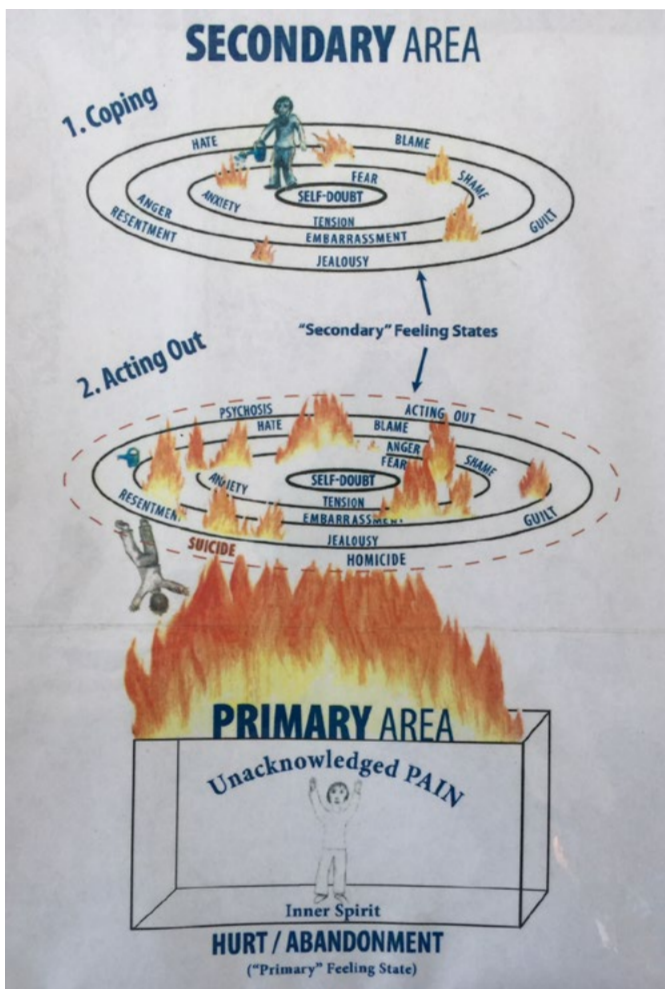 SECONDARY AREA
1. Coping
HATE
BLAME
FEAR
SHAME
ANXIETY
SELF-DOUBT
ANGER
TENSION
RESENTMENT
EMBARRASSMENT
GUILT
JEALOUSY
"Secondary" Feeling States
2. Acting Out
PSYCHOSIS
ACTING OUT
HATE
BLAME
ANGER
FEAR
SHAME
ANXIETY
SELF-DOUBT
TENSION
RESENTMENT
EMBARRASSMENT
GUILT
JEALOUSY
SUICIDE
HOMICIDE
PRIMARY AREA
Unacknowledged PAIN
Inner Spirit
HURT / ABANDONMENT
("Primary" Feeling State)